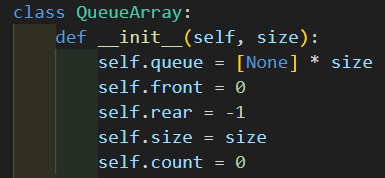 class QueueArray:
    def __init__(self, size):
        self.queue = [None] * size
        self.front = 0
        self.rear = -1
        self.size = size
        self.count = 0